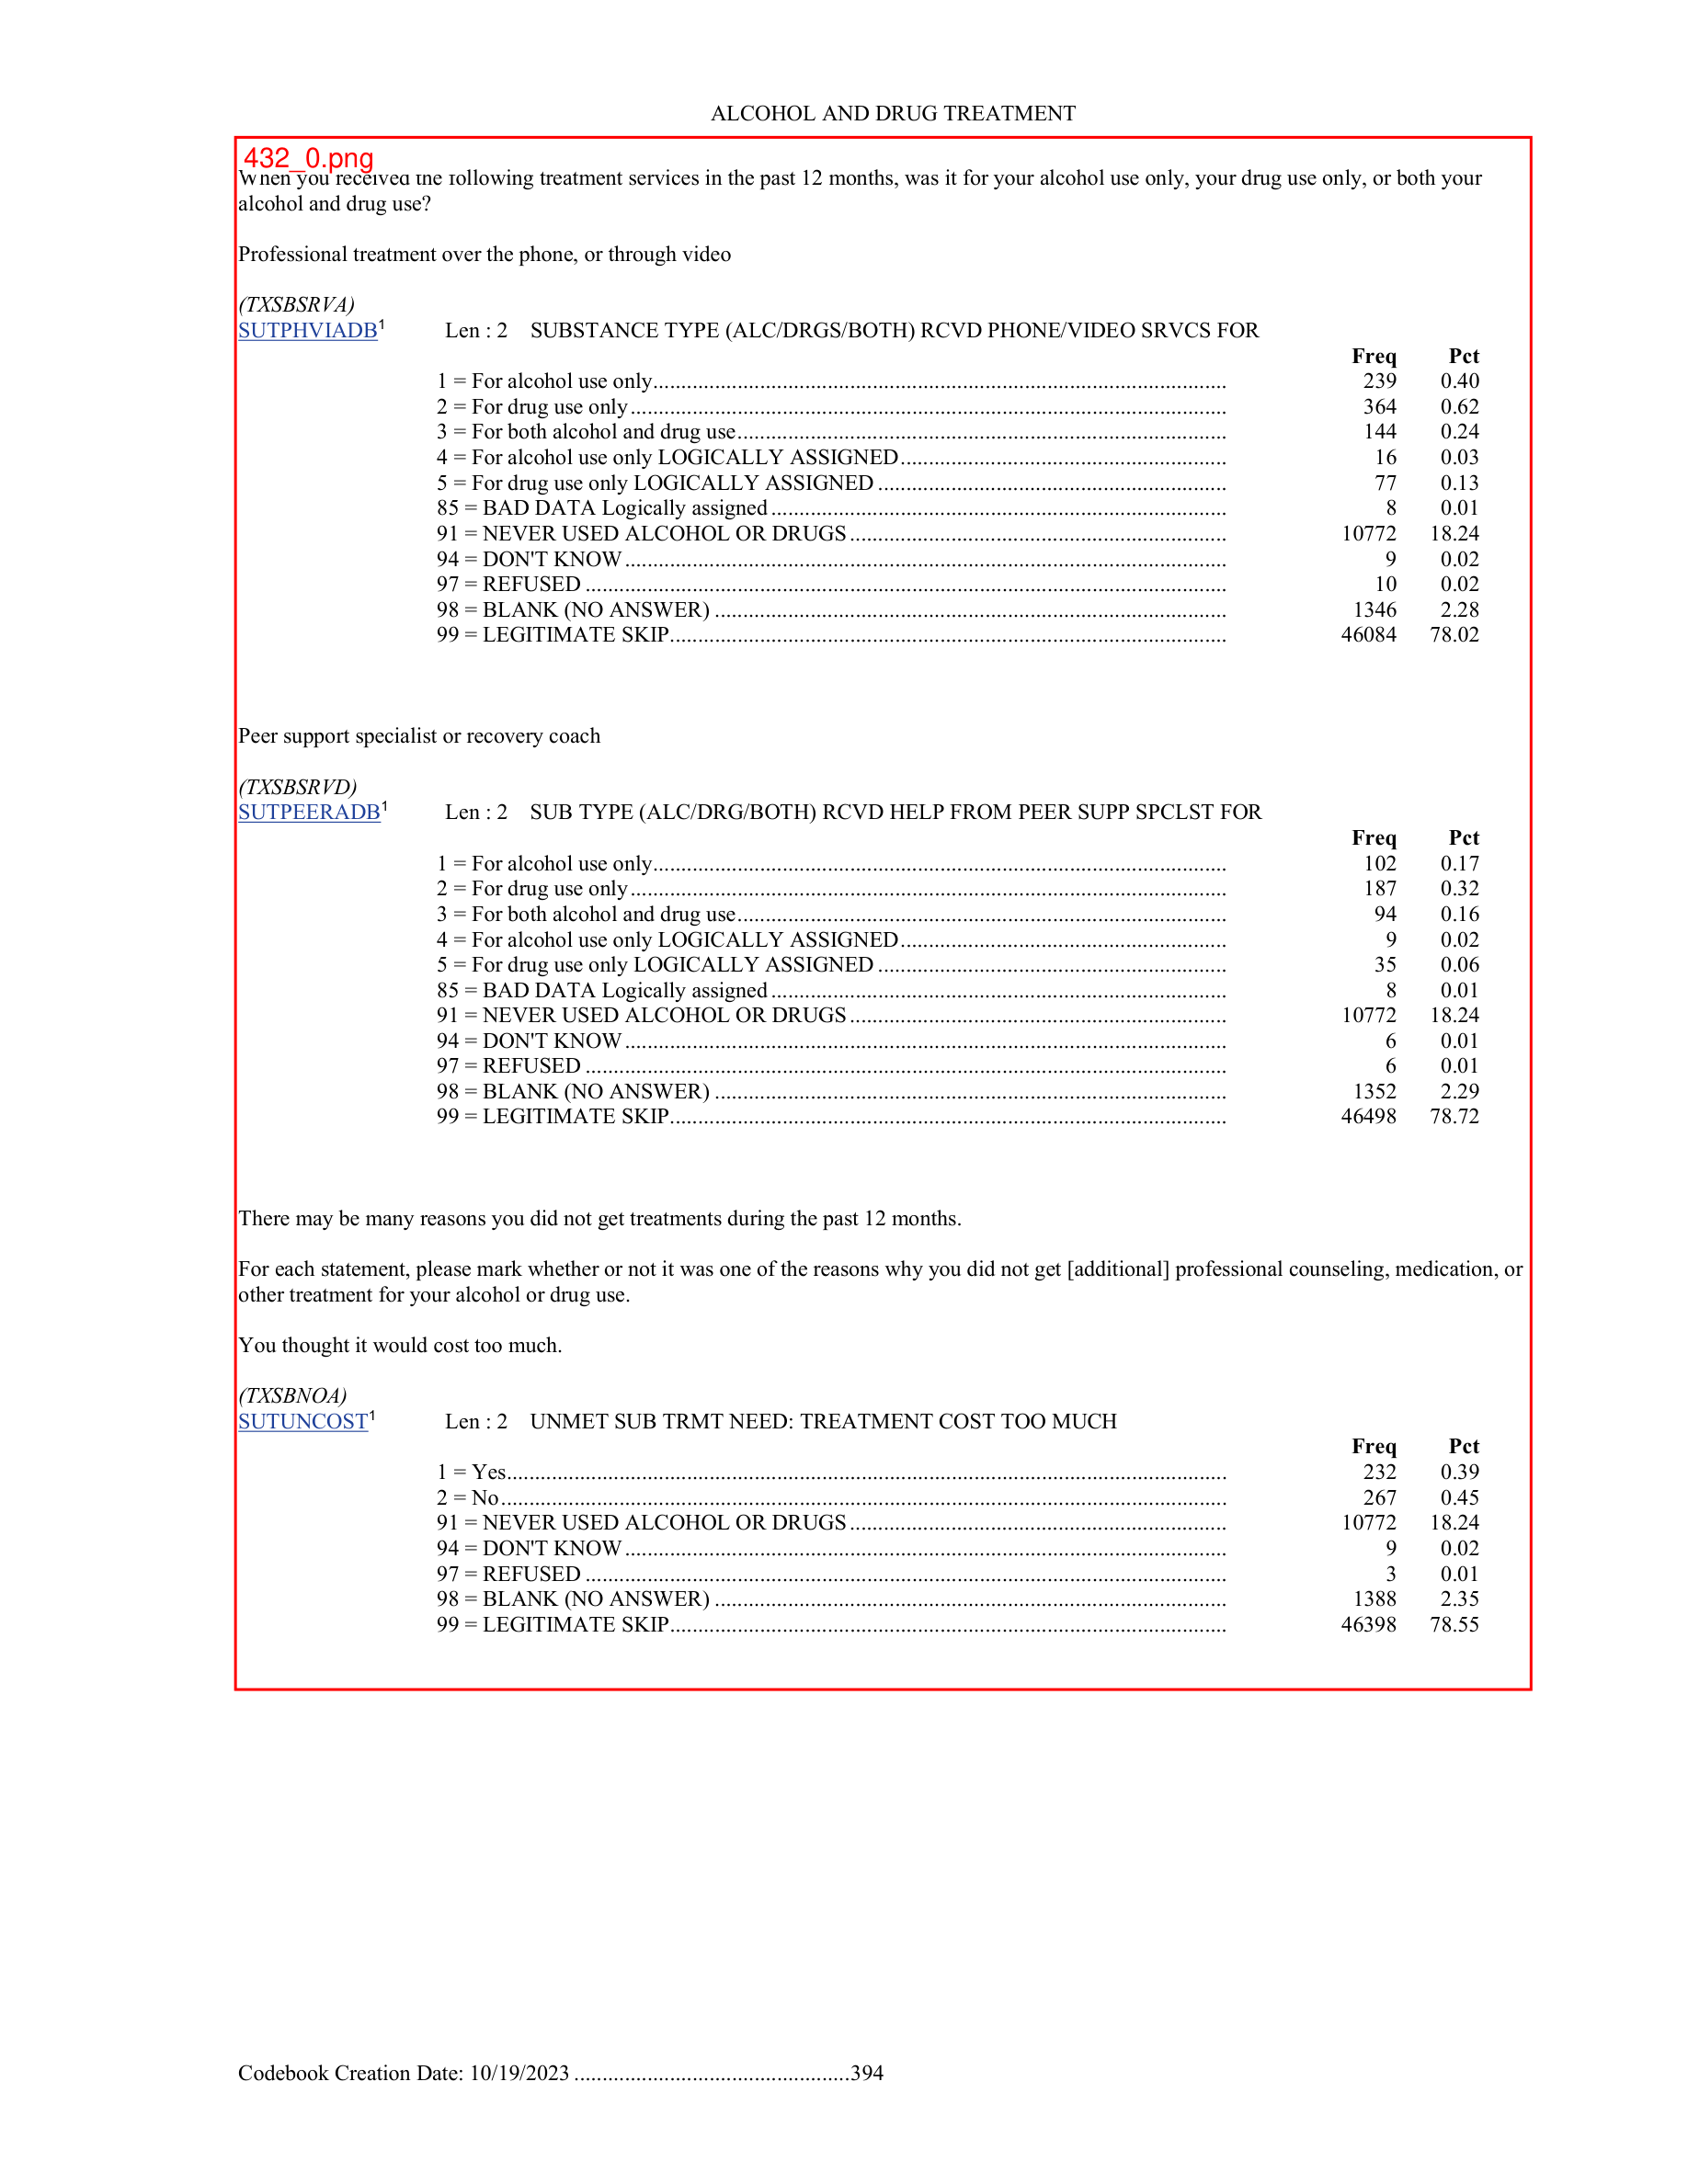 ALCOHOL AND DRUG TREATMENT
432_0.png
When you received the following treatment services in the past 12 months, was it for your alcohol use only, your drug use only, or both your
alcohol and drug use?
Professional treatment over the phone, or through video
(TXSBSRVA)
SUTPHVIADB¹ Len : 2 SUBSTANCE TYPE (ALC/DRGS/BOTH) RCVD PHONE/VIDEO SRVCS FOR
Freq Pct
1 = For alcohol use only 239 0.40
2 = For drug use only 364 0.62
3 = For both alcohol and drug use 144 0.24
4 = For alcohol use only LOGICALLY ASSIGNED 16 0.03
5 = For drug use only LOGICALLY ASSIGNED 77 0.13
85 = BAD DATA Logically assigned 8 0.01
91 = NEVER USED ALCOHOL OR DRUGS 10772 18.24
94 = DON'T KNOW 9 0.02
97 = REFUSED 10 0.02
98 = BLANK (NO ANSWER) 1346 2.28
99 = LEGITIMATE SKIP 46084 78.02
Peer support specialist or recovery coach
(TXSBSRVD)
SUTPEERADB¹ Len : 2 SUB TYPE (ALC/DRG/BOTH) RCVD HELP FROM PEER SUPP SPCLST FOR
Freq Pct
1 = For alcohol use only 102 0.17
2 = For drug use only 187 0.32
3 = For both alcohol and drug use 94 0.16
4 = For alcohol use only LOGICALLY ASSIGNED 9 0.02
5 = For drug use only LOGICALLY ASSIGNED 35 0.06
85 = BAD DATA Logically assigned 8 0.01
91 = NEVER USED ALCOHOL OR DRUGS 10772 18.24
94 = DON'T KNOW 6 0.01
97 = REFUSED 6 0.01
98 = BLANK (NO ANSWER) 1352 2.29
99 = LEGITIMATE SKIP 46498 78.72
There may be many reasons you did not get treatments during the past 12 months.
For each statement, please mark whether or not it was one of the reasons why you did not get [additional] professional counseling, medication, or
other treatment for your alcohol or drug use.
You thought it would cost too much.
(TXSBNOA)
SUTUNCOST¹ Len : 2 UNMET SUB TRMT NEED: TREATMENT COST TOO MUCH
Freq Pct
1 = Yes 232 0.39
2 = No 267 0.45
91 = NEVER USED ALCOHOL OR DRUGS 10772 18.24
94 = DON'T KNOW 9 0.02
97 = REFUSED 3 0.01
98 = BLANK (NO ANSWER) 1388 2.35
99 = LEGITIMATE SKIP 46398 78.55
Codebook Creation Date: 10/19/2023 394